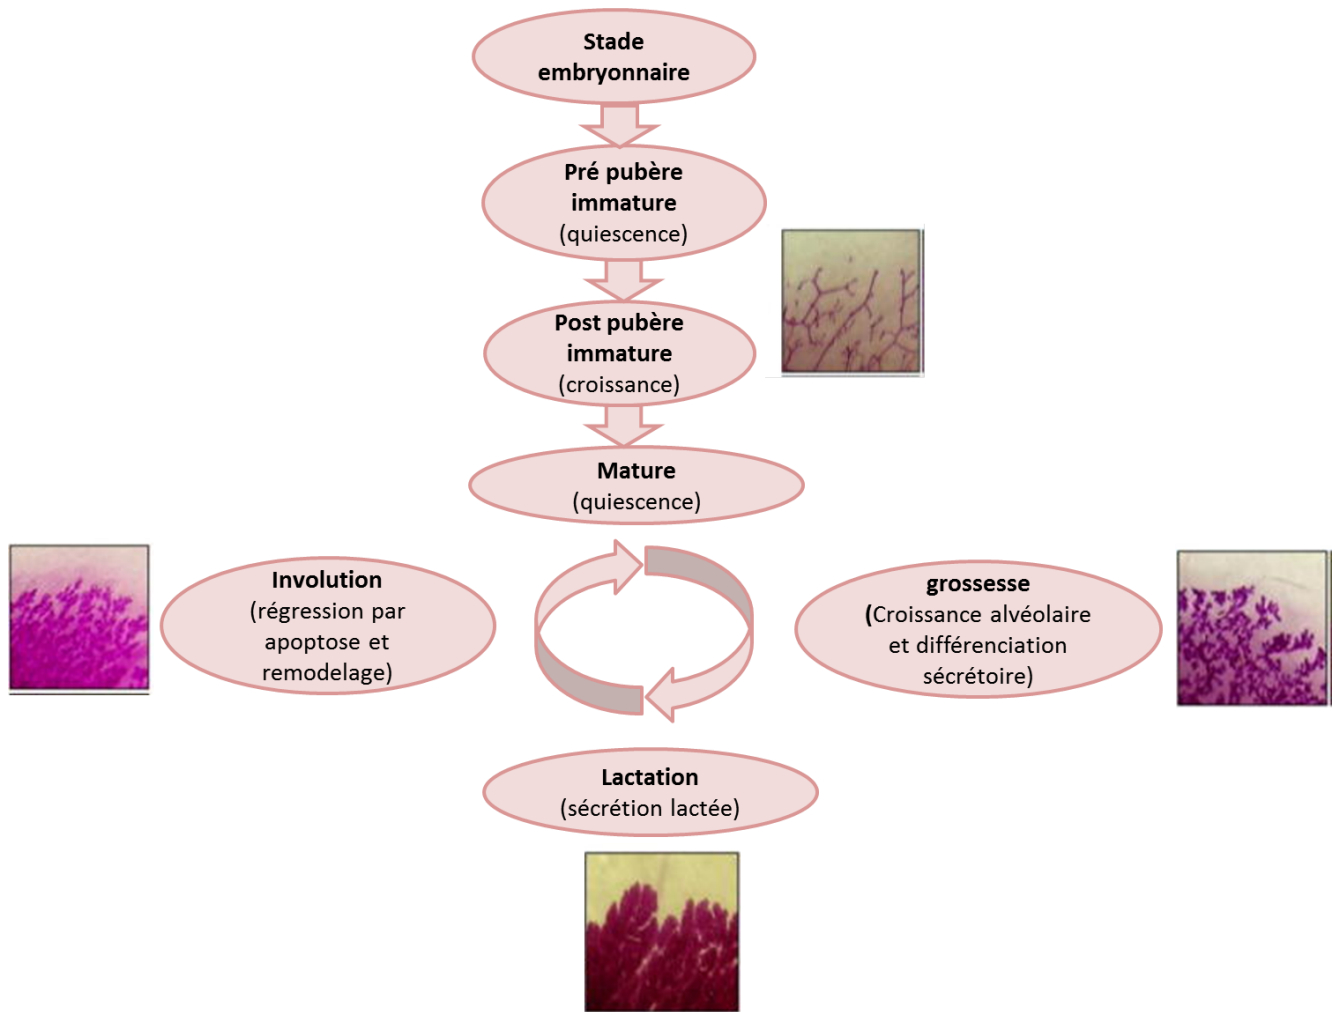 Stade
embryonnaire
Pré pubère
immature
(quiescence)
Post pubère
immature
(croissance)
Mature
(quiescence)
Involution
(régression par
apoptose et
remodelage)
grossesse
(Croissance alvéolaire
et différenciation
sécrétoire)
Lactation
(sécrétion lactée)